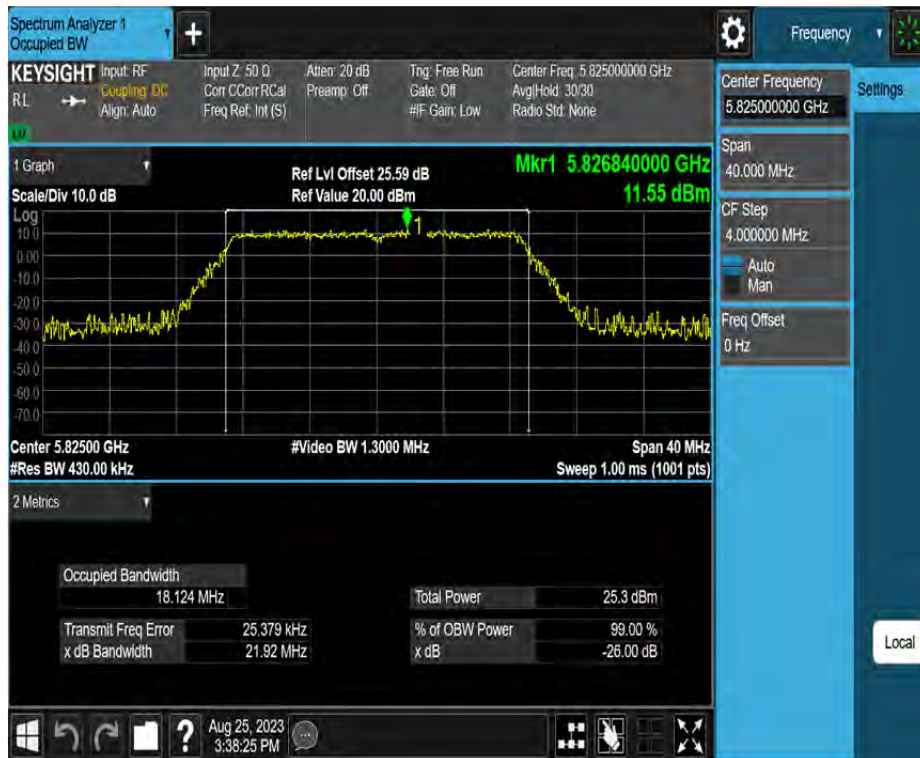 Spectrum Analyzer 1
Occupied BW
+
Frequency
KEYSIGHT
RL
Input: RF
Coupling: DC
Align: Auto
Input Z: 50 Ω
Corr CCorr RCal
Freq Ref: Int (S)
Atten: 20 dB
Preamp: Off
Trig: Free Run
Gate: Off
#IF Gain: Low
Center Freq: 5.825000000 GHz
Avg|Hold: 30/30
Radio Std: None
Center Frequency
5.825000000 GHz
Settings
Span
40.000 MHz
CF Step
4.000000 MHz
Auto
Man
Freq Offset
0 Hz
Local
1 Graph
Scale/Div 10.0 dB
Ref Lvl Offset 25.59 dB
Ref Value 20.00 dBm
Mkr1 5.826840000 GHz
11.55 dBm
Log
10.0
0.00
-10.0
-20.0
-30.0
-40.0
-50.0
-60.0
-70.0
1
Center 5.82500 GHz
#Video BW 1.3000 MHz
Span 40 MHz
#Res BW 430.00 kHz
Sweep 1.00 ms (1001 pts)
2 Metrics
Occupied Bandwidth
18.124 MHz
Total Power 25.3 dBm
Transmit Freq Error 25.379 kHz
% of OBW Power 99.00 %
x dB Bandwidth 21.92 MHz
x dB -26.00 dB
?
Aug 25, 2023
3:38:25 PM